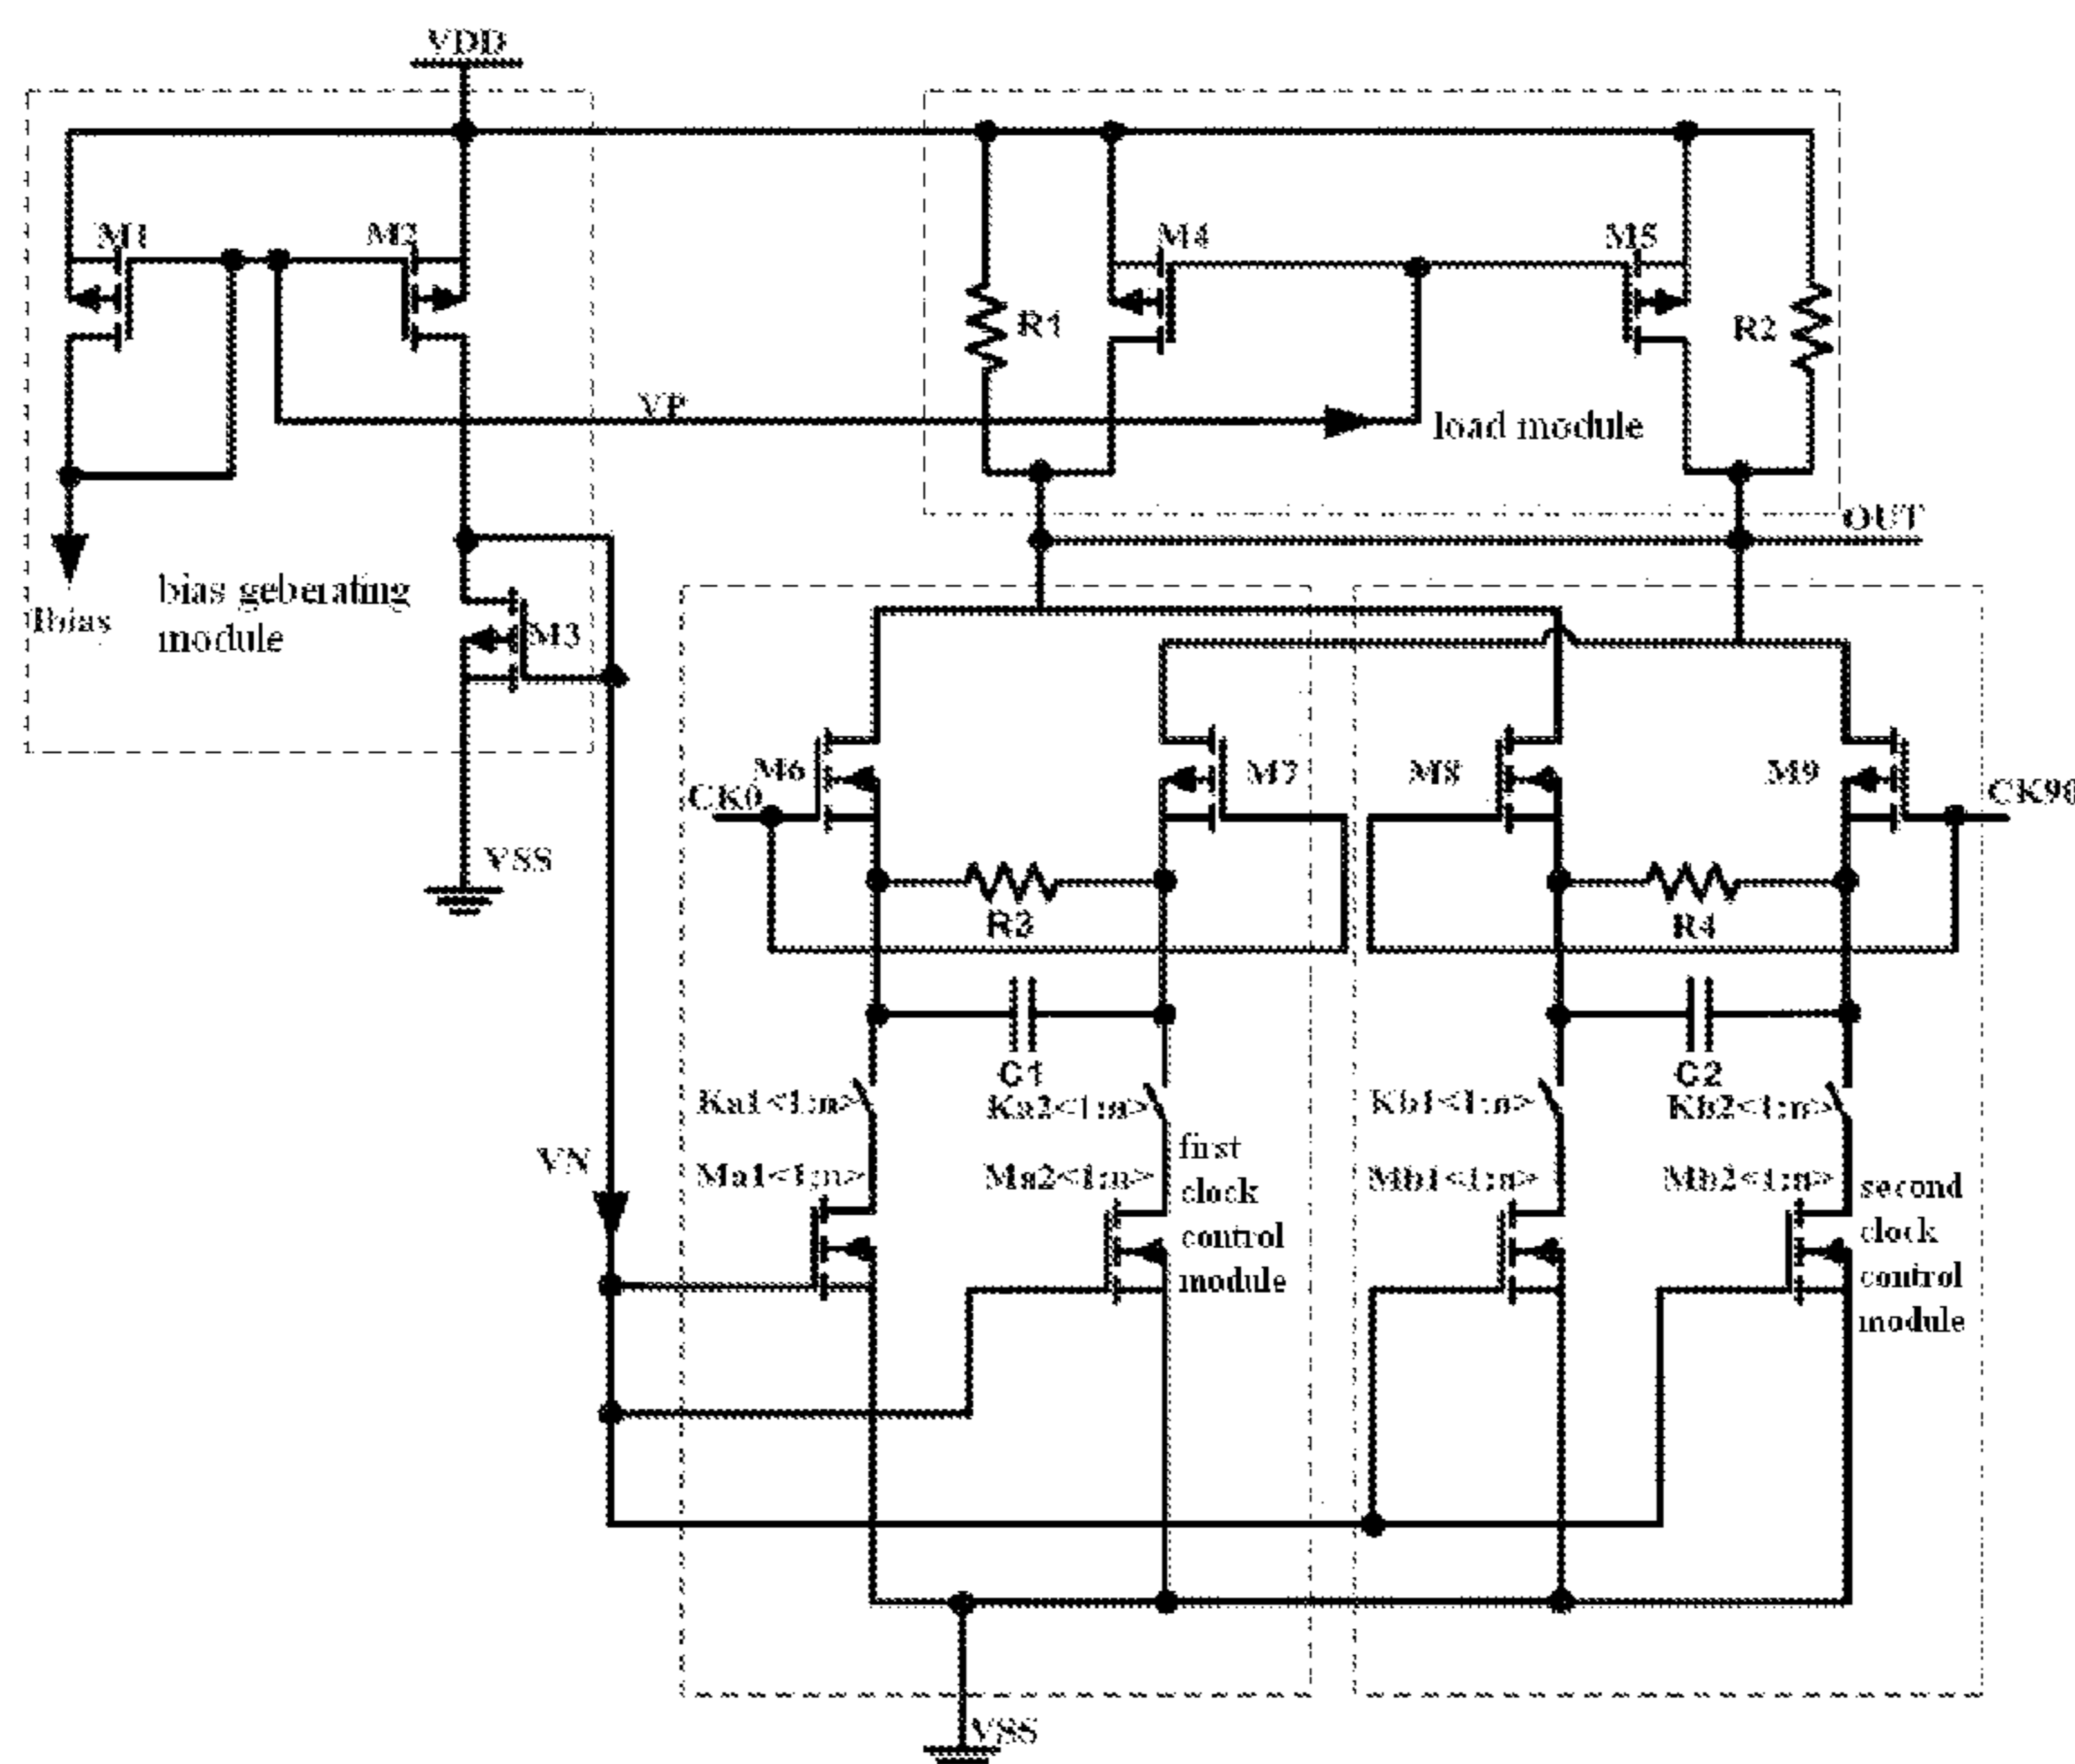 VDD
M1
M2
M4
M5
R1
R2
VP
load module
OUT
Ibias
bias geberating
module
M3
VSS
M6
M7
M8
M9
CK0
CK90
R3
R4
C1
C2
Ka1<1:n>
Ka2<1:n>
Kb1<1:n>
Kb2<1:n>
VN
Ma1<1:n>
Ma2<1:n>
first
clock
control
module
Mb1<1:n>
Mb2<1:n>
second
clock
control
module
VSS